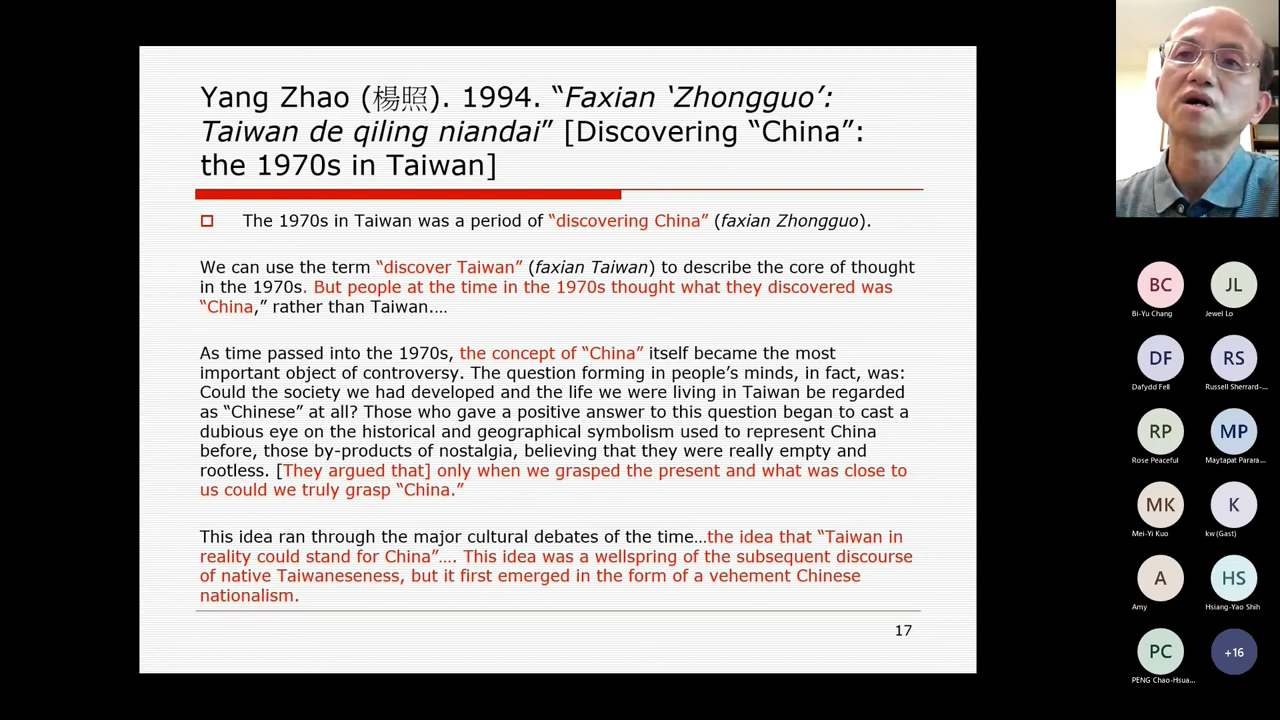 Yang Zhao (楊照). 1994. “Faxian ‘Zhongguo’:
Taiwan de qiling niandai” [Discovering “China”:
the 1970s in Taiwan]
The 1970s in Taiwan was a period of “discovering China” (faxian Zhongguo).
We can use the term “discover Taiwan” (faxian Taiwan) to describe the core of thought
in the 1970s. But people at the time in the 1970s thought what they discovered was
“China,” rather than Taiwan.…
As time passed into the 1970s, the concept of “China” itself became the most
important object of controversy. The question forming in people’s minds, in fact, was:
Could the society we had developed and the life we were living in Taiwan be regarded
as “Chinese” at all? Those who gave a positive answer to this question began to cast a
dubious eye on the historical and geographical symbolism used to represent China
before, those by-products of nostalgia, believing that they were really empty and
rootless. [They argued that] only when we grasped the present and what was close to
us could we truly grasp “China.”
This idea ran through the major cultural debates of the time…the idea that “Taiwan in
reality could stand for China”…. This idea was a wellspring of the subsequent discourse
of native Taiwaneseness, but it first emerged in the form of a vehement Chinese
nationalism.
17
BC
JL
Bi-Yu Chang
Jewel Lo
DF
RS
Dafydd Fell
Russell Sherrard-...
RP
MP
Rose Peaceful
Maytapat Parara...
MK
K
Mei-Yi Kuo
kw (Gast)
A
HS
Amy
Hsiang-Yao Shih
PC
+16
PENG Chao-Hsua...